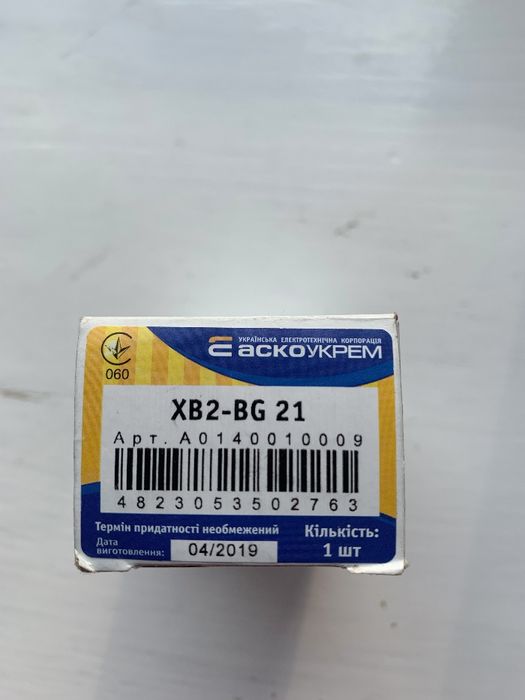 УКРАЇНСЬКА ЕЛЕКТРОТЕХНІЧНА КОРПОРАЦІЯ
АСКОУКРЕМ
060
XB2-BG 21
Арт. A0140010009
4823053502763
Термін придатності необмежений
Дата виготовлення: 04/2019
Кількість:
1 шт